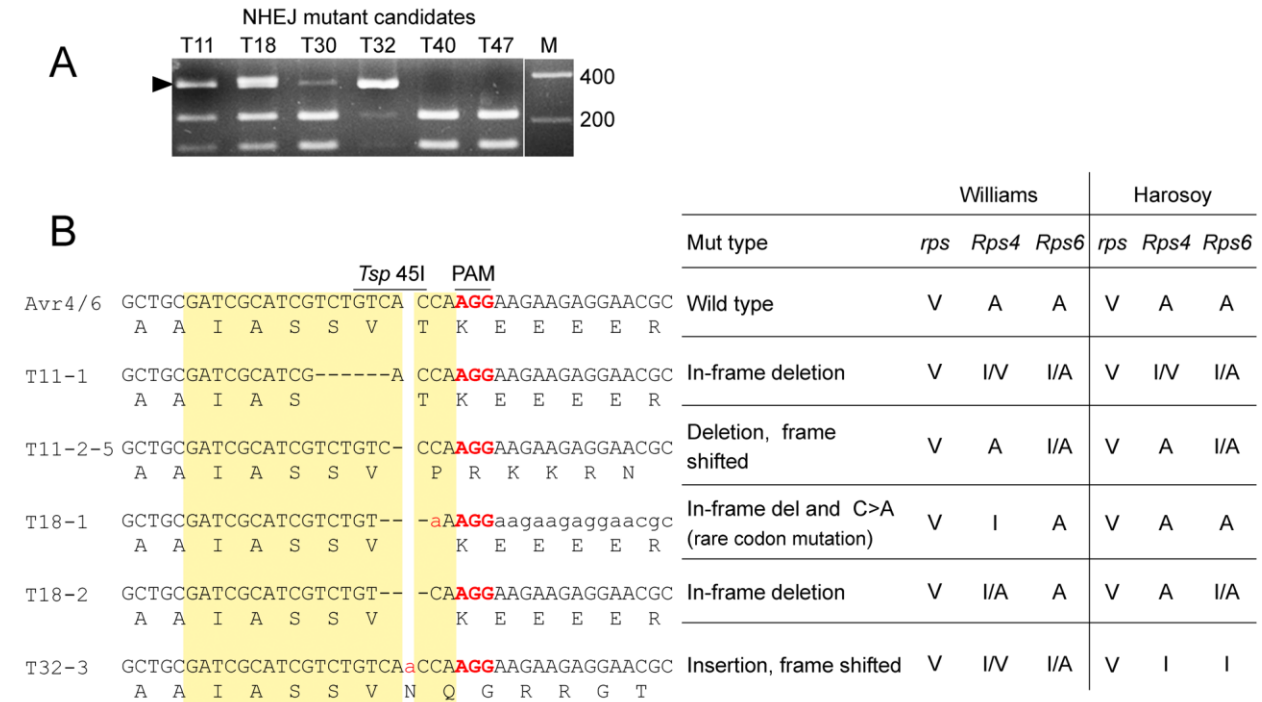 NHEJ mutant candidates
A
T11 T18 T30 T32 T40 T47 M
400
200
B
Williams Harosoy
Mut type rps Rps4 Rps6 rps Rps4 Rps6
Tsp 45I PAM
Avr4/6 GCTGCGATCGCATCGTCTGTCA CCAAGGAAGAAGAGGAACGC Wild type V A A V A A
A A I A S S V T K E E E E R
T11-1 GCTGCGATCGCATCG------A CCAAGGAAGAAGAGGAACGC In-frame deletion V I/V I/A V I/V I/A
A A I A S T K E E E E R
T11-2-5 GCTGCGATCGCATCGTCTGTC- CCAAGGAAGAAGAGGAACGC Deletion, frame shifted V A I/A V A I/A
A A I A S S V P R K K R N
T18-1 GCTGCGATCGCATCGTCTGT-- -aAAGGaagaagaggaacgc In-frame del and C>A (rare codon mutation) V I A V A A
A A I A S S V K E E E E R
T18-2 GCTGCGATCGCATCGTCTGT-- -CAAGGAAGAAGAGGAACGC In-frame deletion V I/A A V A I/A
A A I A S S V K E E E E R
T32-3 GCTGCGATCGCATCGTCTGTCAaCCAAGGAAGAAGAGGAACGC Insertion, frame shifted V I/V I/A V I I
A A I A S S V N Q G R R G T